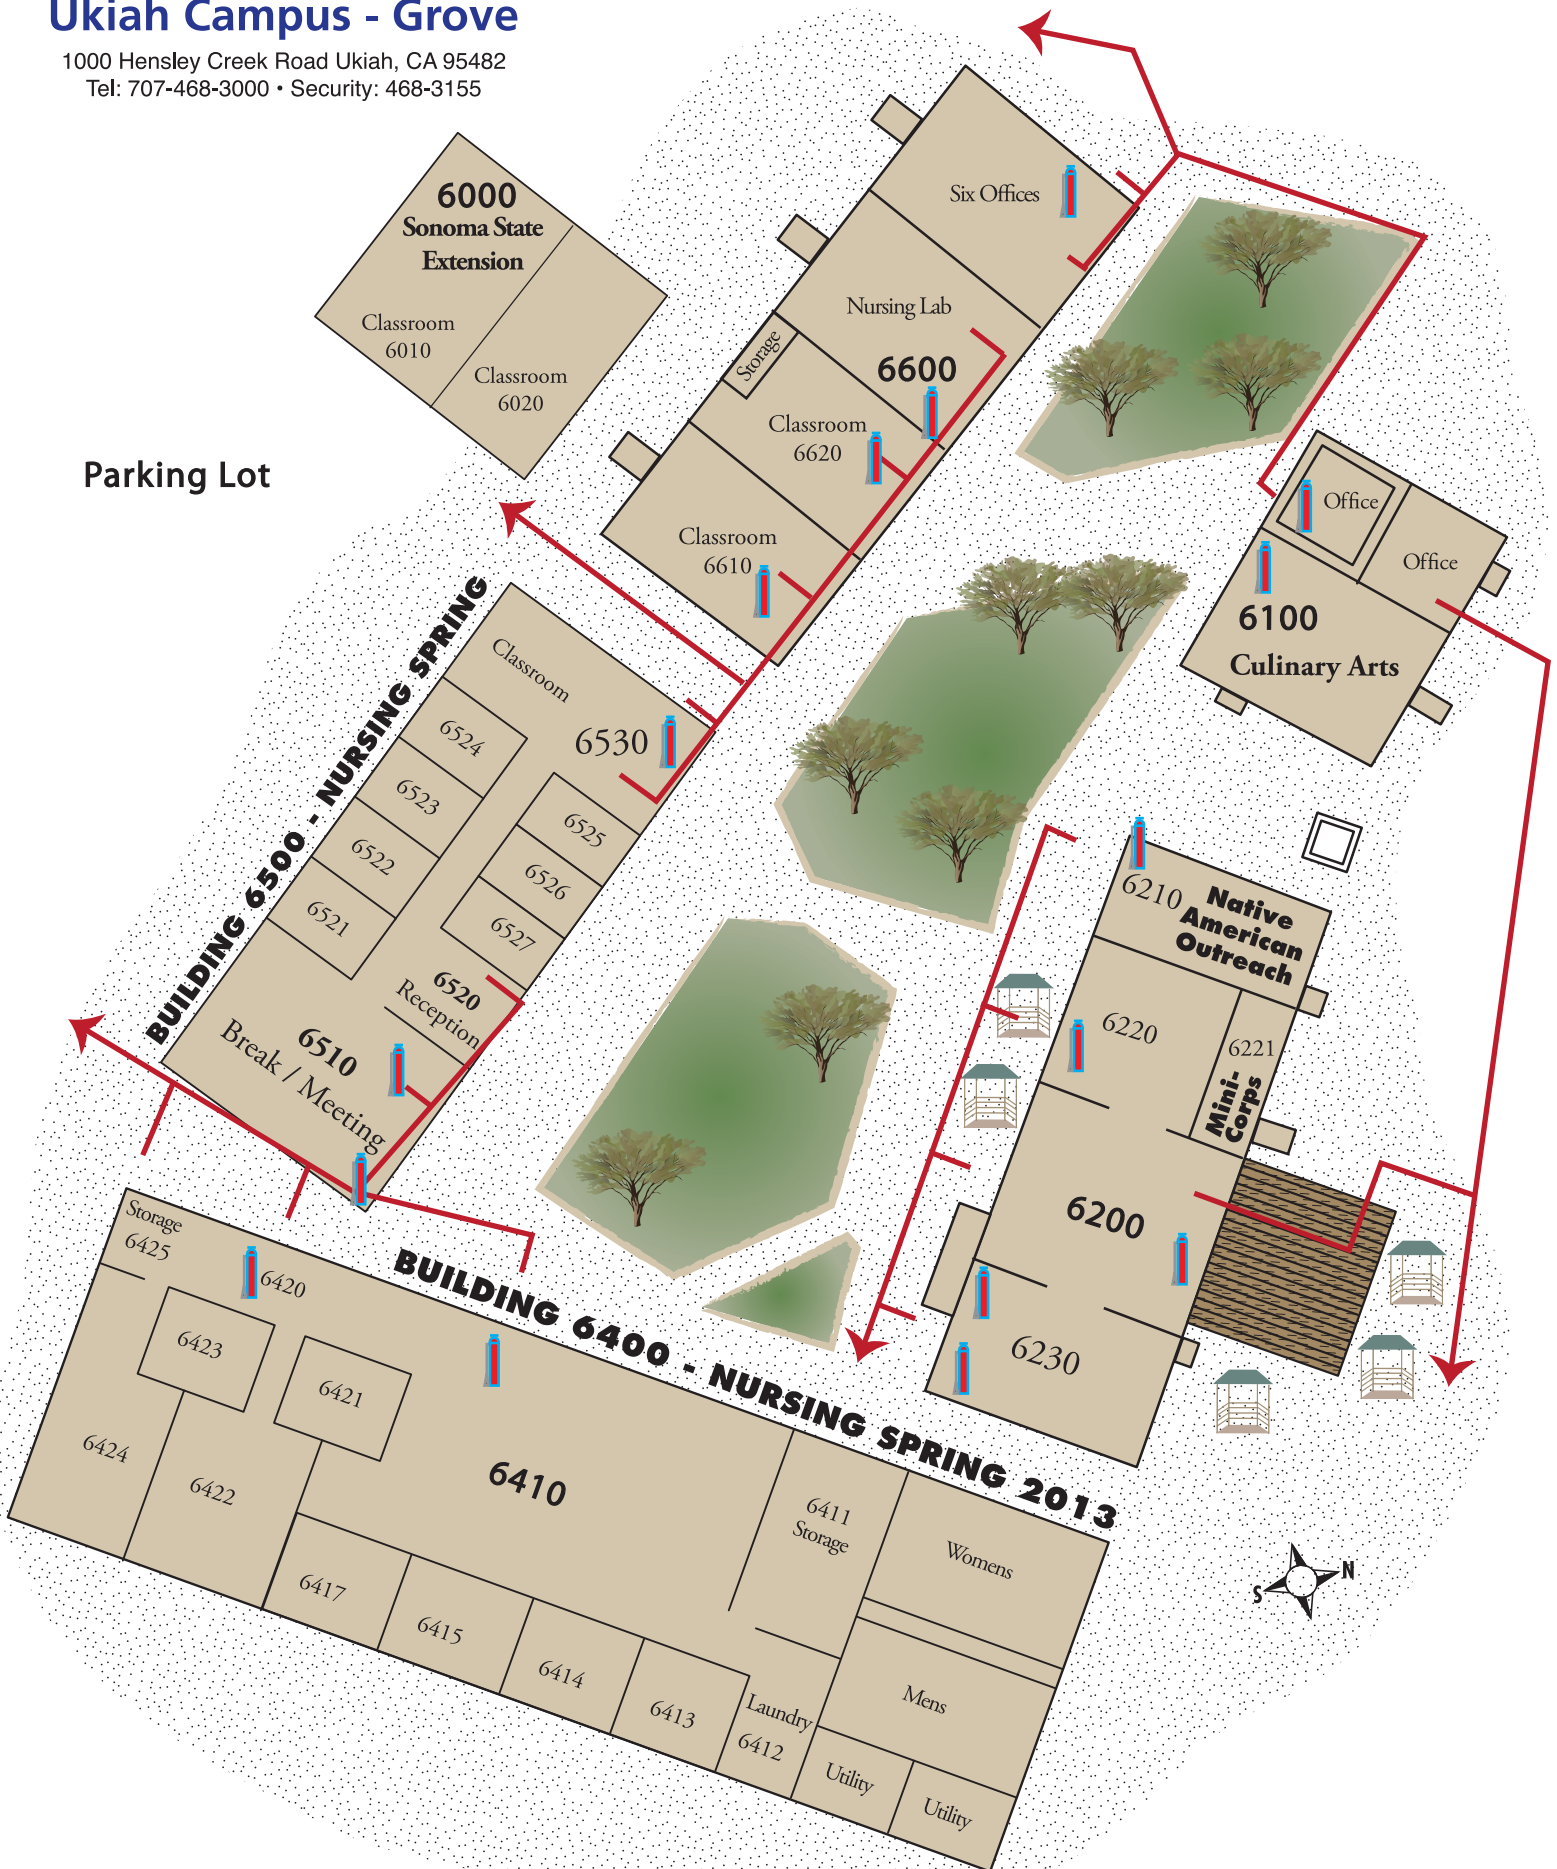 Ukiah Campus - Grove
1000 Hensley Creek Road Ukiah, CA 95482
Tel: 707-468-3000 • Security: 468-3155
6000
Sonoma State
Extension
Classroom
6010
Classroom
6020
Parking Lot
Six Offices
Nursing Lab
Storage
6600
Classroom
6620
Classroom
6610
Office
Office
6100
Culinary Arts
BUILDING 6500 - NURSING SPRING
Classroom
6530
6524
6523
6522
6521
6525
6526
6527
6520
Reception
6510
Break / Meeting
6210
Native
American
Outreach
6220
6221
Mini-
Corps
6200
6230
BUILDING 6400 - NURSING SPRING 2013
Storage
6425
6420
6423
6421
6424
6422
6410
6411
Storage
Womens
6417
6415
6414
6413
Laundry
6412
Mens
Utility
Utility
S
N